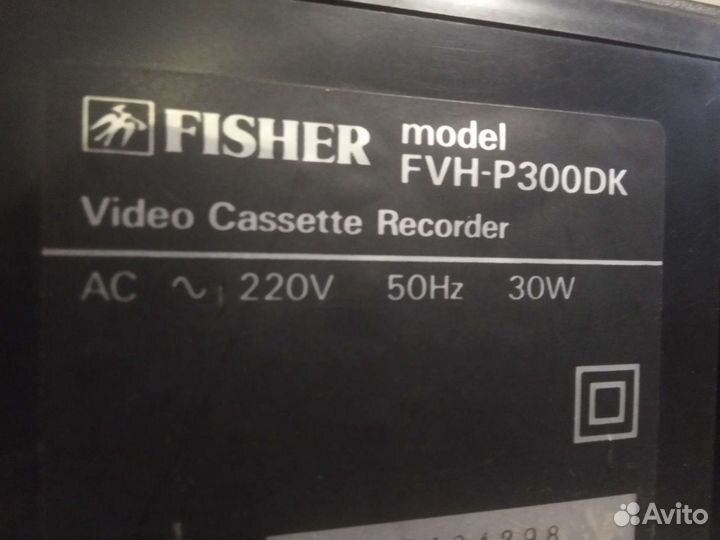 FISHER model
FVH-P300DK
Video Cassette Recorder
AC ~ 220V 50Hz 30W
Avito